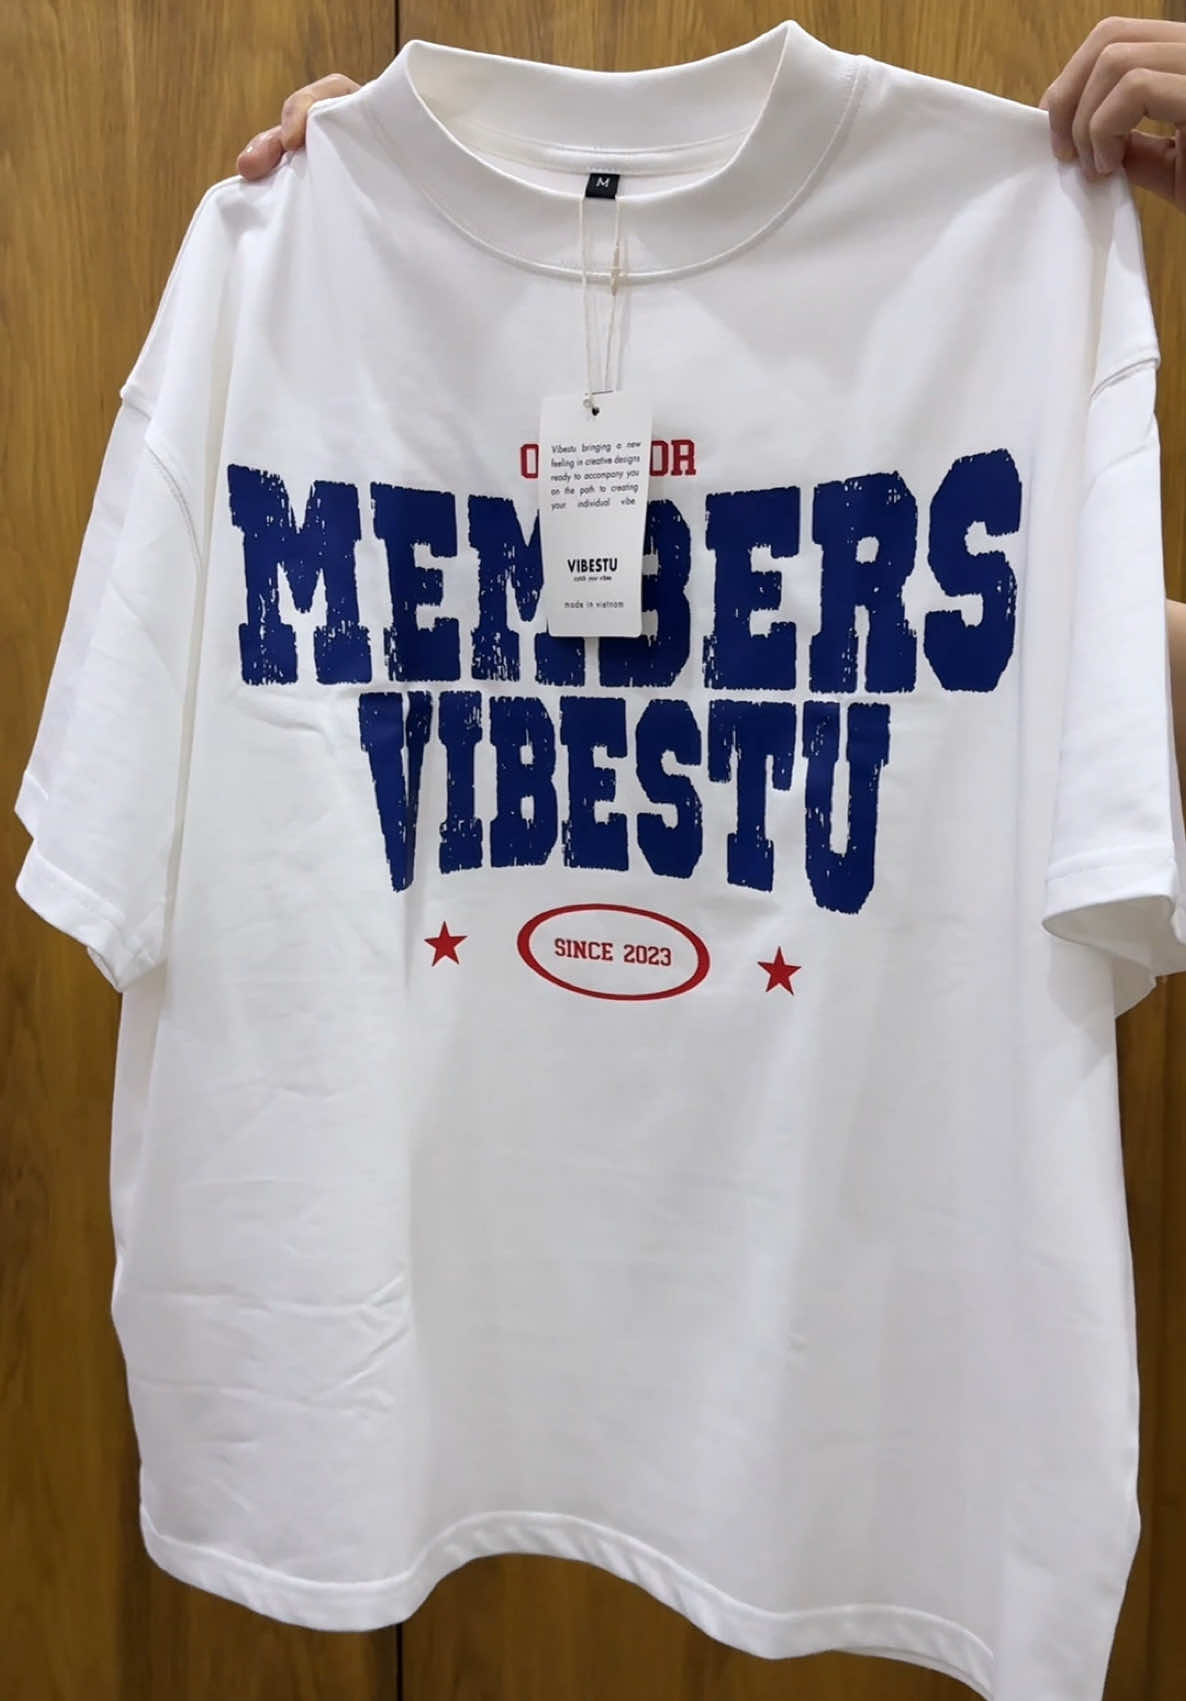 M
Vibestu bringing a new
feeling in creative designs
ready to accompany you
on the path to creating
your individual vibe.
VIBESTU
catch your vibes
made in vietnam
MEMBERS
VIBESTU
SINCE 2023